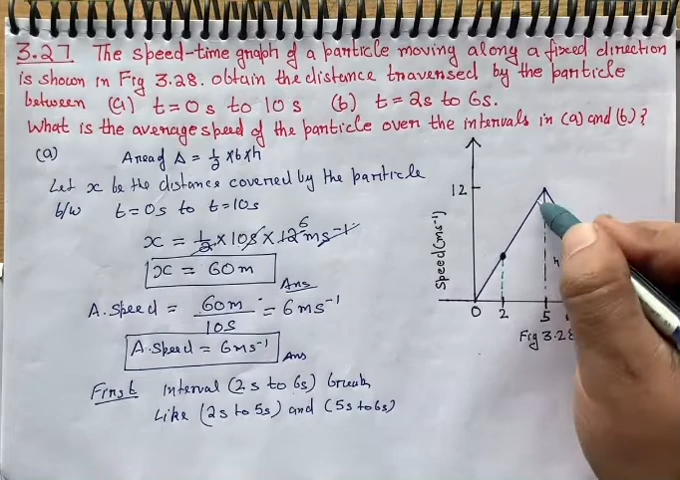 3.27 The speed-time graph of a particle moving along a fixed direction
is shown in Fig 3.28. obtain the distance traversed by the particle
between (a) t = 0 s to 10 s (b) t = 2s to 6s.
What is the average speed of the particle over the intervals in (a) and (b)?
(a) Area of Δ = 1/2 × b × h
Let x be the distance covered by the particle
b/w t = 0s to t = 10s
x = 1/2 × 10s × 12 6 ms⁻¹
x = 60m
Ans
A. speed = 60m/10s = 6 ms⁻¹
A. speed = 6ms⁻¹
Ans
First Interval (2 s to 6s) break
Like (2s to 5s) and (5s to 6s)
Speed (ms⁻¹)
12
0 2 5
Fig 3.28